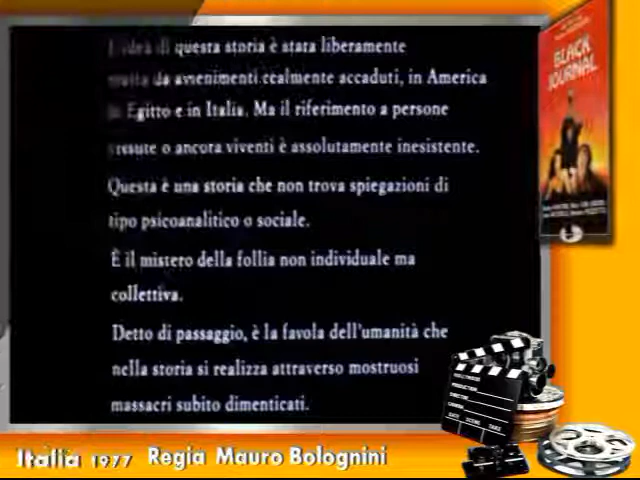 L'idea di questa storia è stata liberamente
tratta da avvenimenti realmente accaduti, in America
in Egitto e in Italia. Ma il riferimento a persone
vissute o ancora viventi è assolutamente inesistente.
Questa è una storia che non trova spiegazioni di
tipo psicoanalitico o sociale.
È il mistero della follia non individuale ma
collettiva.
Detto di passaggio, è la favola dell'umanità che
nella storia si realizza attraverso mostruosi
massacri subito dimenticati.
BLACK
JOURNAL
Italia 1977 Regia Mauro Bolognini